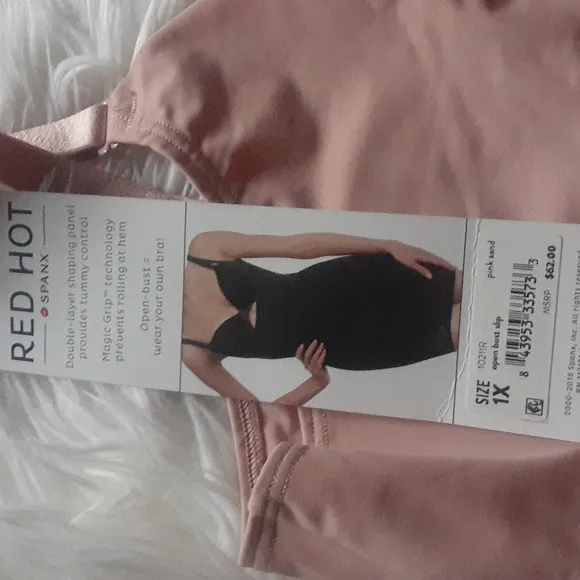 RED HOT
SPANX
Double-layer shaping panel
provides tummy control
Magic Grip™ technology
prevents rolling at hem
Open-bust =
wear your own bra!
SIZE
1X
10211R
open bust slip
pink sand
8 43953 33573 3
MSRP $62.00
2000-2018 Spanx, Inc. All rights